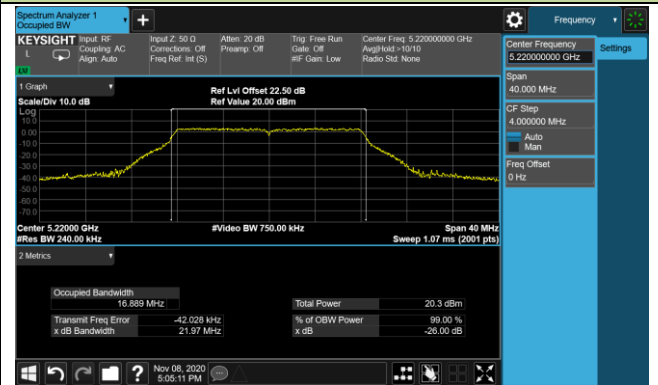 Spectrum Analyzer 1
Occupied BW
Frequency
KEYSIGHT
L
Input: RF
Coupling: AC
Align: Auto
Input Z: 50 Ω
Corrections: Off
Freq Ref: Int (S)
Atten: 20 dB
Preamp: Off
Trig: Free Run
Gate: Off
#IF Gain: Low
Center Freq: 5.220000000 GHz
Avg|Hold:>10/10
Radio Std: None
Center Frequency
5.220000000 GHz
Settings
Span
40.000 MHz
CF Step
4.000000 MHz
Auto
Man
Freq Offset
0 Hz
1 Graph
Scale/Div 10.0 dB
Ref Lvl Offset 22.50 dB
Ref Value 20.00 dBm
Log
10.0
0.00
-10.0
-20.0
-30.0
-40.0
-50.0
-60.0
-70.0
Center 5.22000 GHz
#Video BW 750.00 kHz
Span 40 MHz
#Res BW 240.00 kHz
Sweep 1.07 ms (2001 pts)
2 Metrics
Occupied Bandwidth
16.889 MHz
Total Power
20.3 dBm
Transmit Freq Error
-42.028 kHz
% of OBW Power
99.00 %
x dB Bandwidth
21.97 MHz
x dB
-26.00 dB
?
Nov 08, 2020
5:05:11 PM